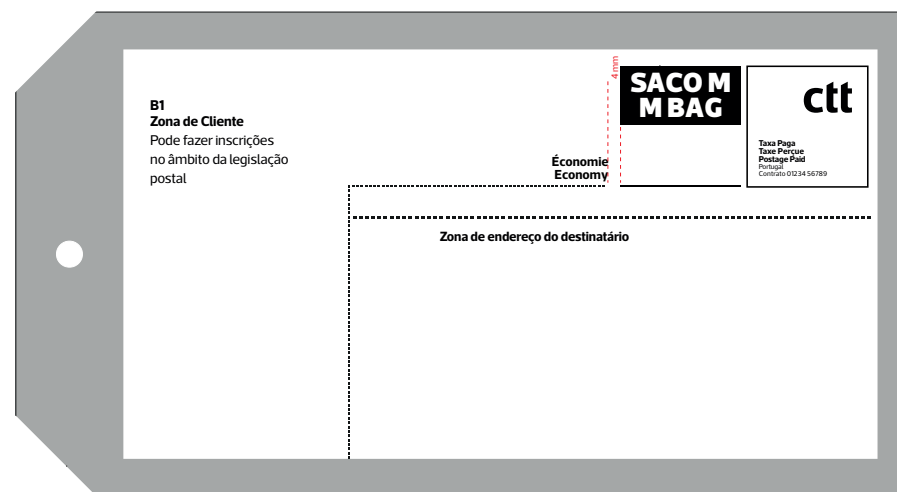 B1
Zona de Cliente
Pode fazer inscrições
no âmbito da legislação
postal
4 mm
SACO M
M BAG
ctt
Taxa Paga
Taxe Perçue
Postage Paid
Portugal
Contrato 01234 56789
Économie
Economy
Zona de endereço do destinatário